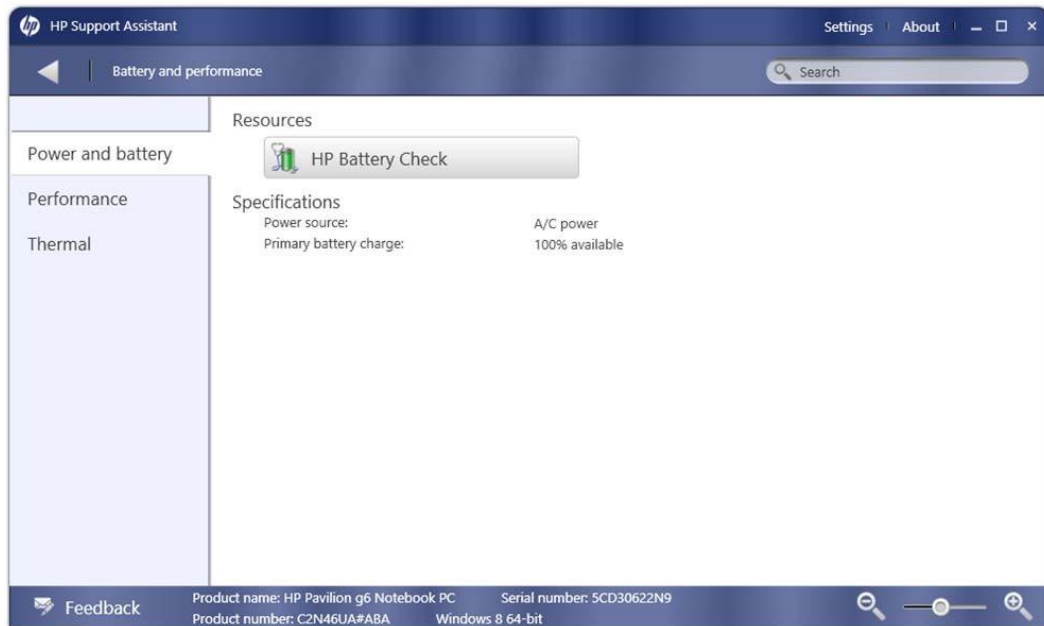 hp HP Support Assistant Settings About
Battery and performance Search
Resources
Power and battery
HP Battery Check
Performance
Thermal
Specifications
Power source: A/C power
Primary battery charge: 100% available
Feedback
Product name: HP Pavilion g6 Notebook PC Serial number: 5CD30622N9
Product number: C2N46UA#ABA Windows 8 64-bit